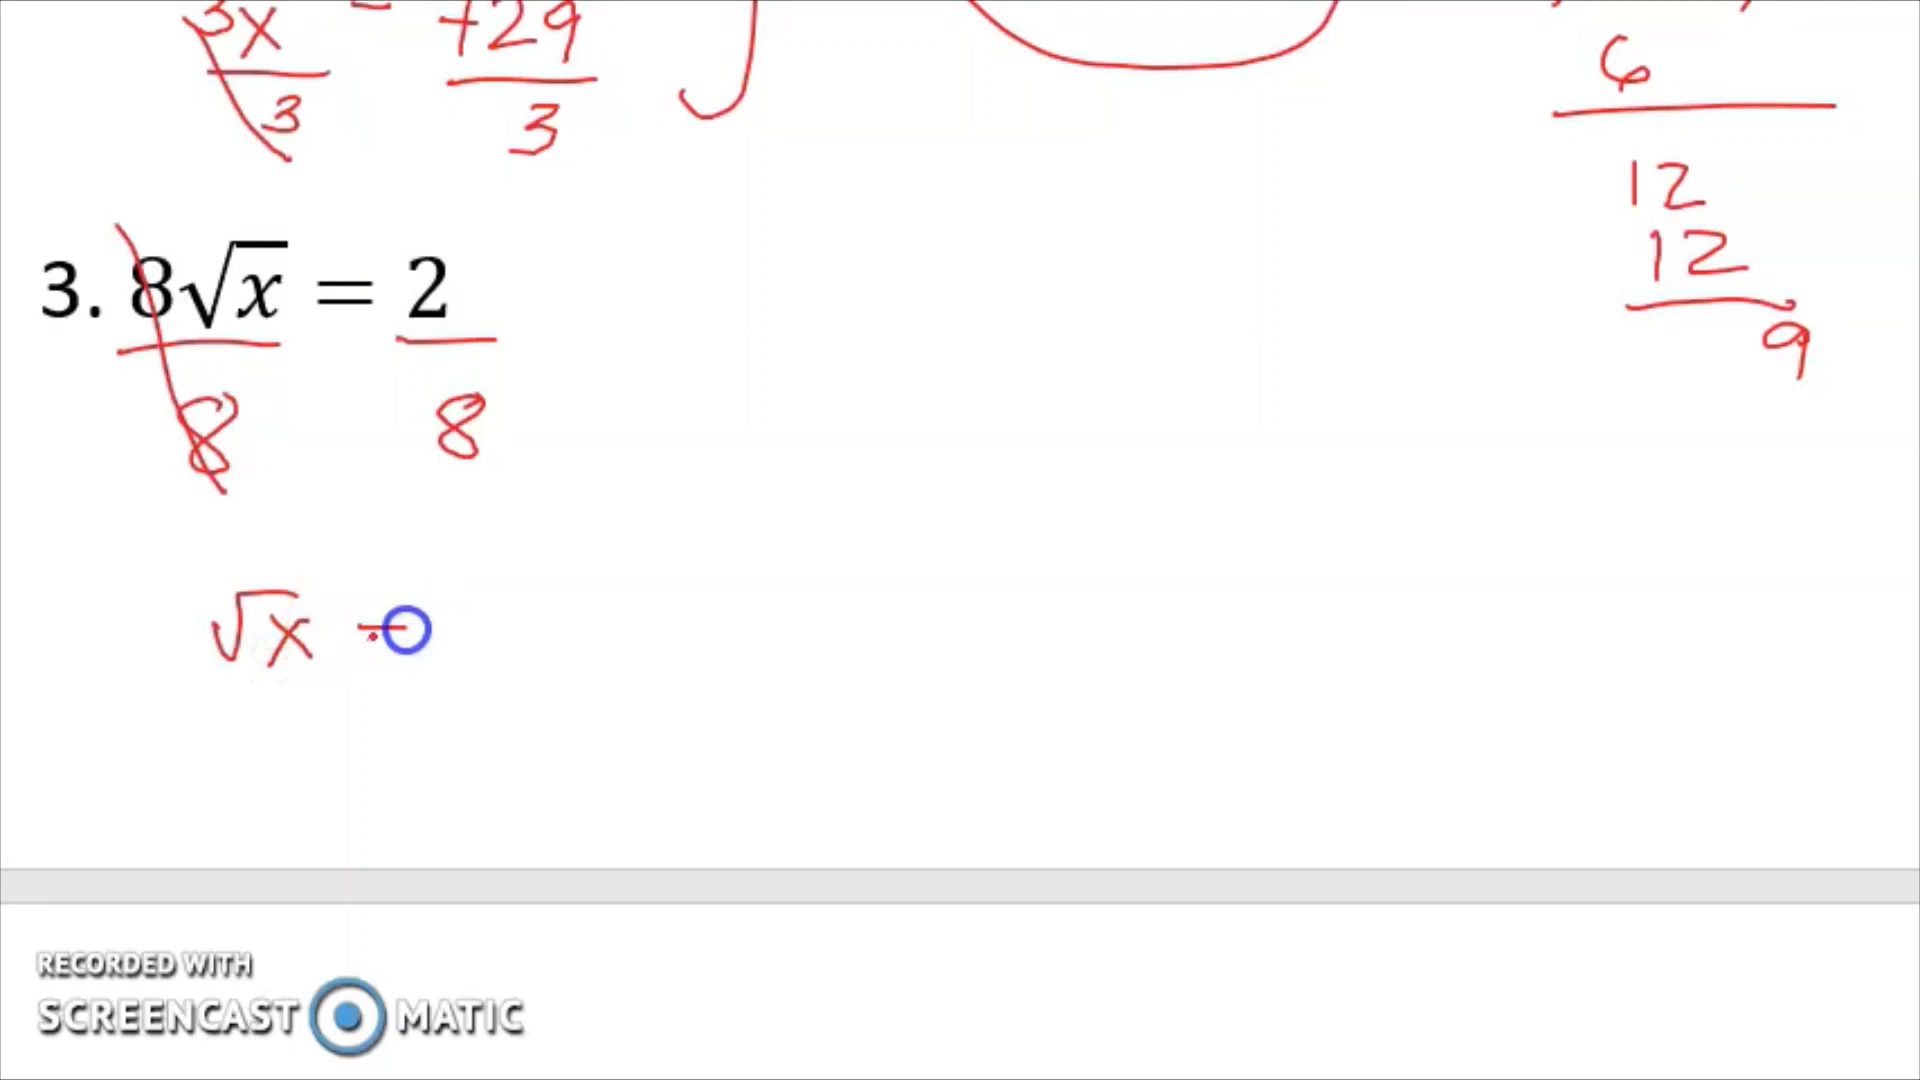 3x = +29
3 3
6
12
12
9
3. 8√x = 2
8 8
√x =
RECORDED WITH
SCREENCAST MATIC